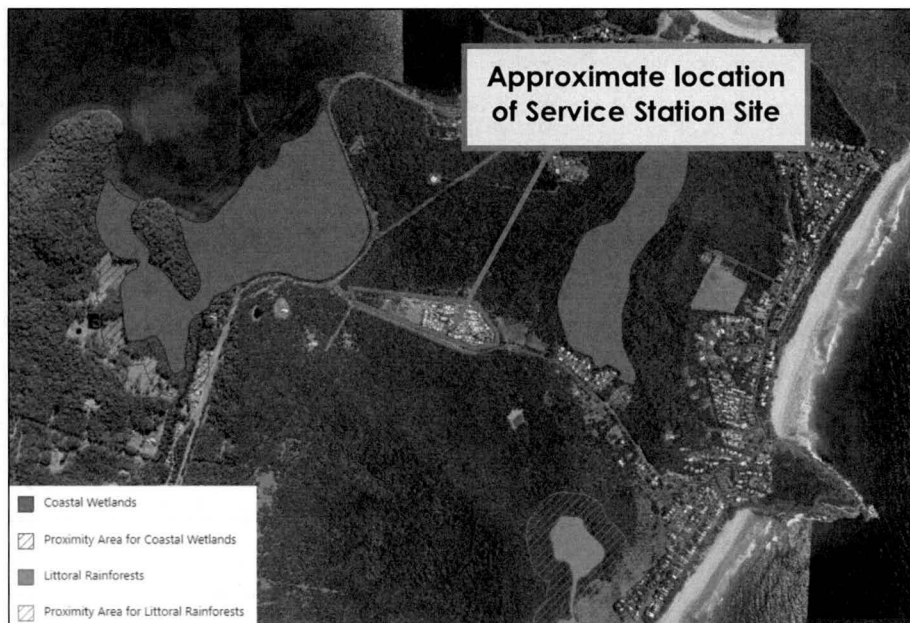 Approximate location
of Service Station Site
Coastal Wetlands
Proximity Area for Coastal Wetlands
Littoral Rainforests
Proximity Area for Littoral Rainforests